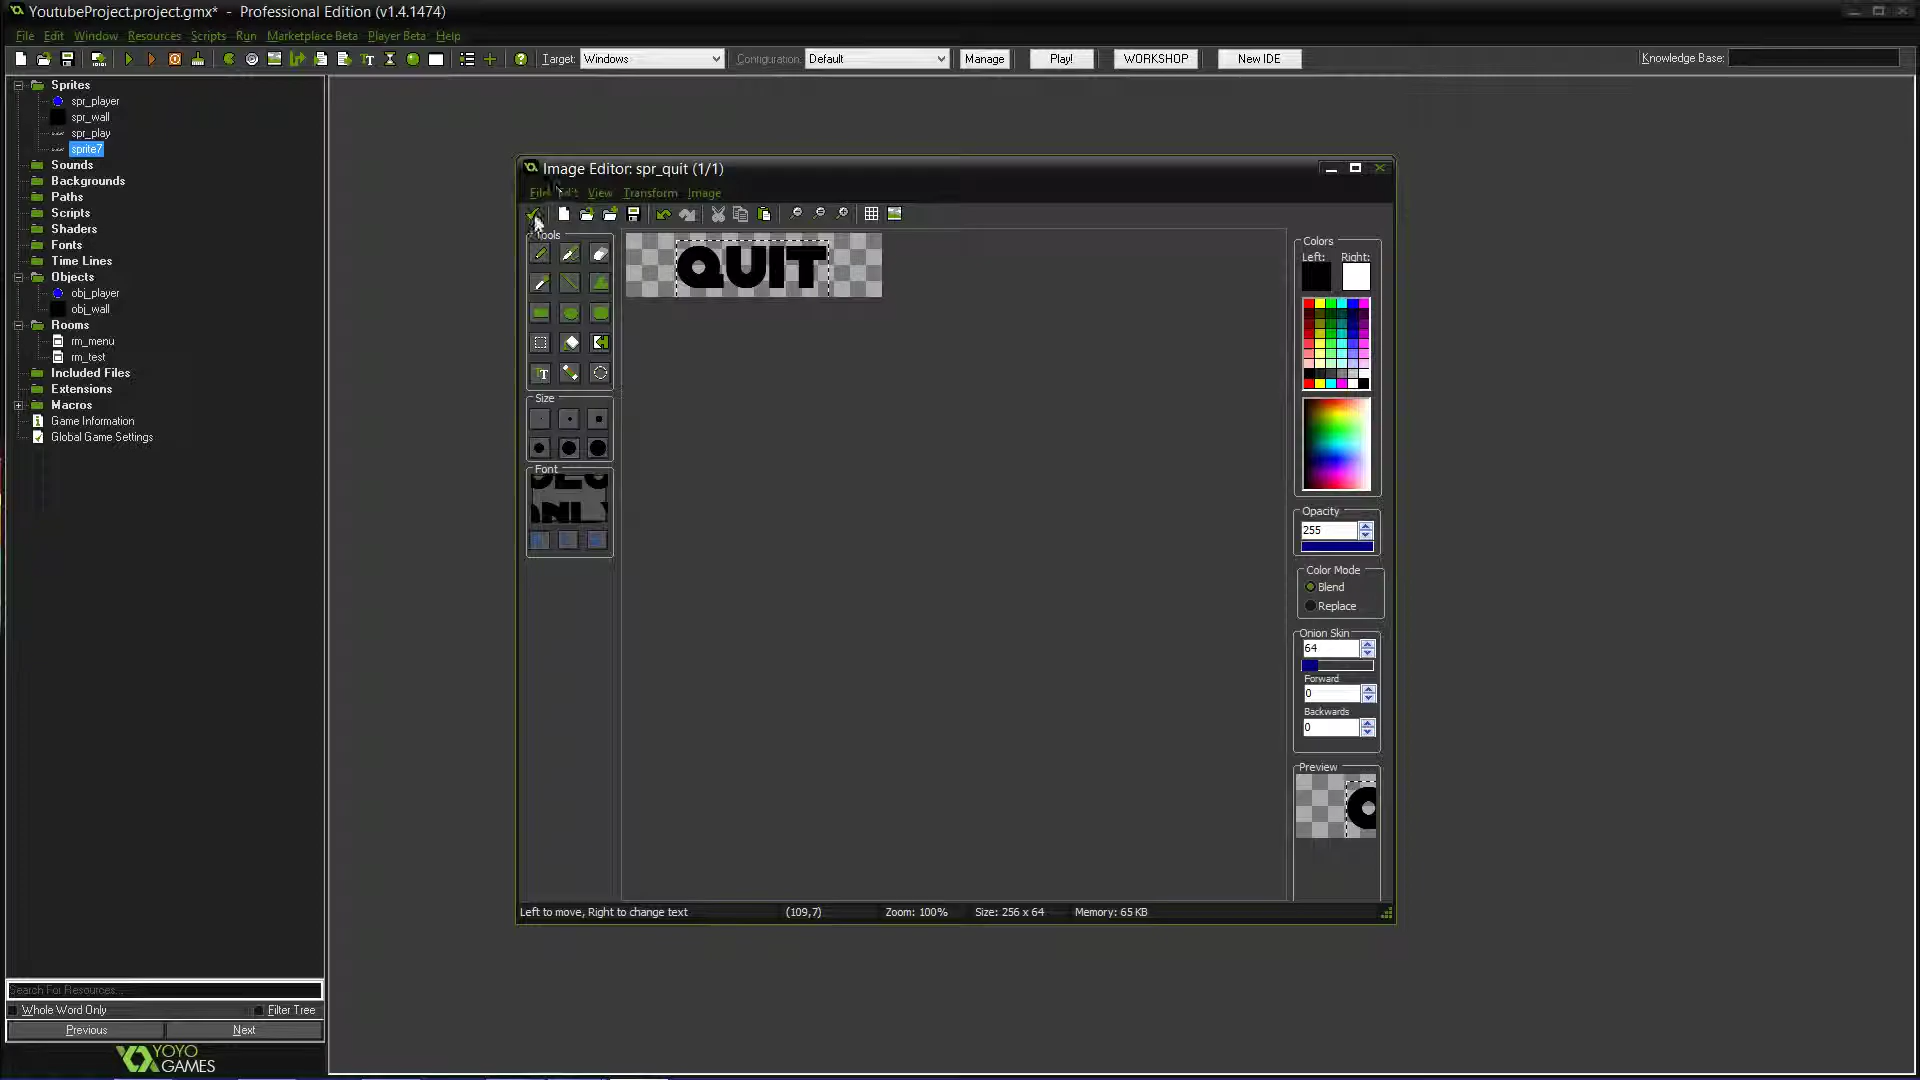 YoutubeProject.project.gmx* - Professional Edition (v1.4.1474)
File Edit Window Resources Scripts Run Marketplace Beta Player Beta Help
Target: Windows Configuration: Default Manage Play! WORKSHOP New IDE Knowledge Base:
Sprites
spr_player
spr_wall
spr_play
sprite7
Sounds
Backgrounds
Paths
Scripts
Shaders
Fonts
Time Lines
Objects
obj_player
obj_wall
Rooms
rm_menu
rm_test
Included Files
Extensions
Macros
Game Information
Global Game Settings
Search For Resources...
Whole Word Only Filter Tree
Previous Next
YOYO
GAMES
Image Editor: spr_quit (1/1)
File Edit View Transform Image
Tools
Size
Font
QUIT
Colors
Left: Right:
Opacity
255
Color Mode
Blend
Replace
Onion Skin
64
Forward
0
Backwards
0
Preview
Left to move, Right to change text (109,7) Zoom: 100% Size: 256 x 64 Memory: 65 KB